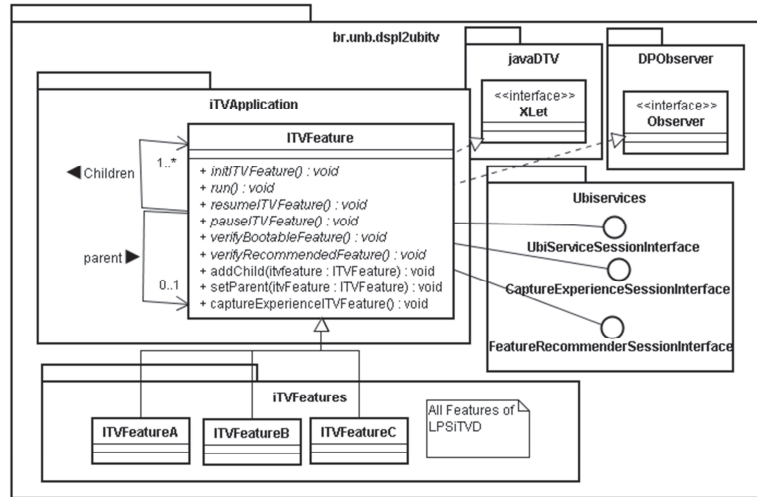 br.unb.dspl2ubitv
javaDTV
<<interface>>
XLet
DPObserver
<<interface>>
Observer
iTVApplication
ITVFeature
+ initITVFeature() : void
+ run() : void
+ resumeITVFeature() : void
+ pauseITVFeature() : void
+ verifyBootableFeature() : void
+ verifyRecommendedFeature() : void
+ addChild(itvfeature : ITVFeature) : void
+ setParent(itvFeature : ITVFeature) : void
+ captureExperienceITVFeature() : void
1..*
Children
parent
0..1
Ubiservices
UbiServiceSessionInterface
CaptureExperienceSessionInterface
FeatureRecommenderSessionInterface
iTVFeatures
ITVFeatureA
ITVFeatureB
ITVFeatureC
All Features of
LPSiTVD